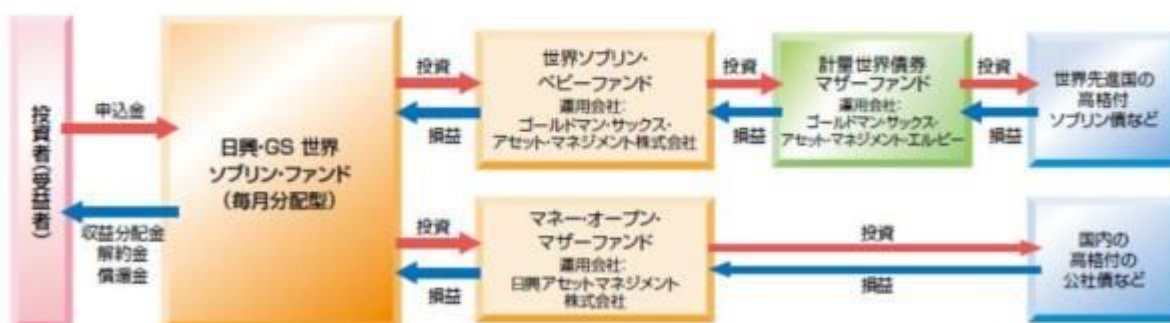 投資者(受益者)
申込金
収益分配金
解約金
償還金
日興・GS 世界
ソブリン・ファンド
(毎月分配型)
投資
損益
世界ソブリン・
ベビーファンド
運用会社:
ゴールドマン・サックス・
アセット・マネジメント株式会社
投資
損益
計量世界債券
マザーファンド
運用会社:
ゴールドマン・サックス・
アセット・マネジメント・エルピー
投資
損益
世界先進国の
高格付
ソブリン債など
投資
損益
マネー・オープン・
マザーファンド
運用会社:
日興アセットマネジメント
株式会社
投資
損益
国内の
高格付の
公社債など